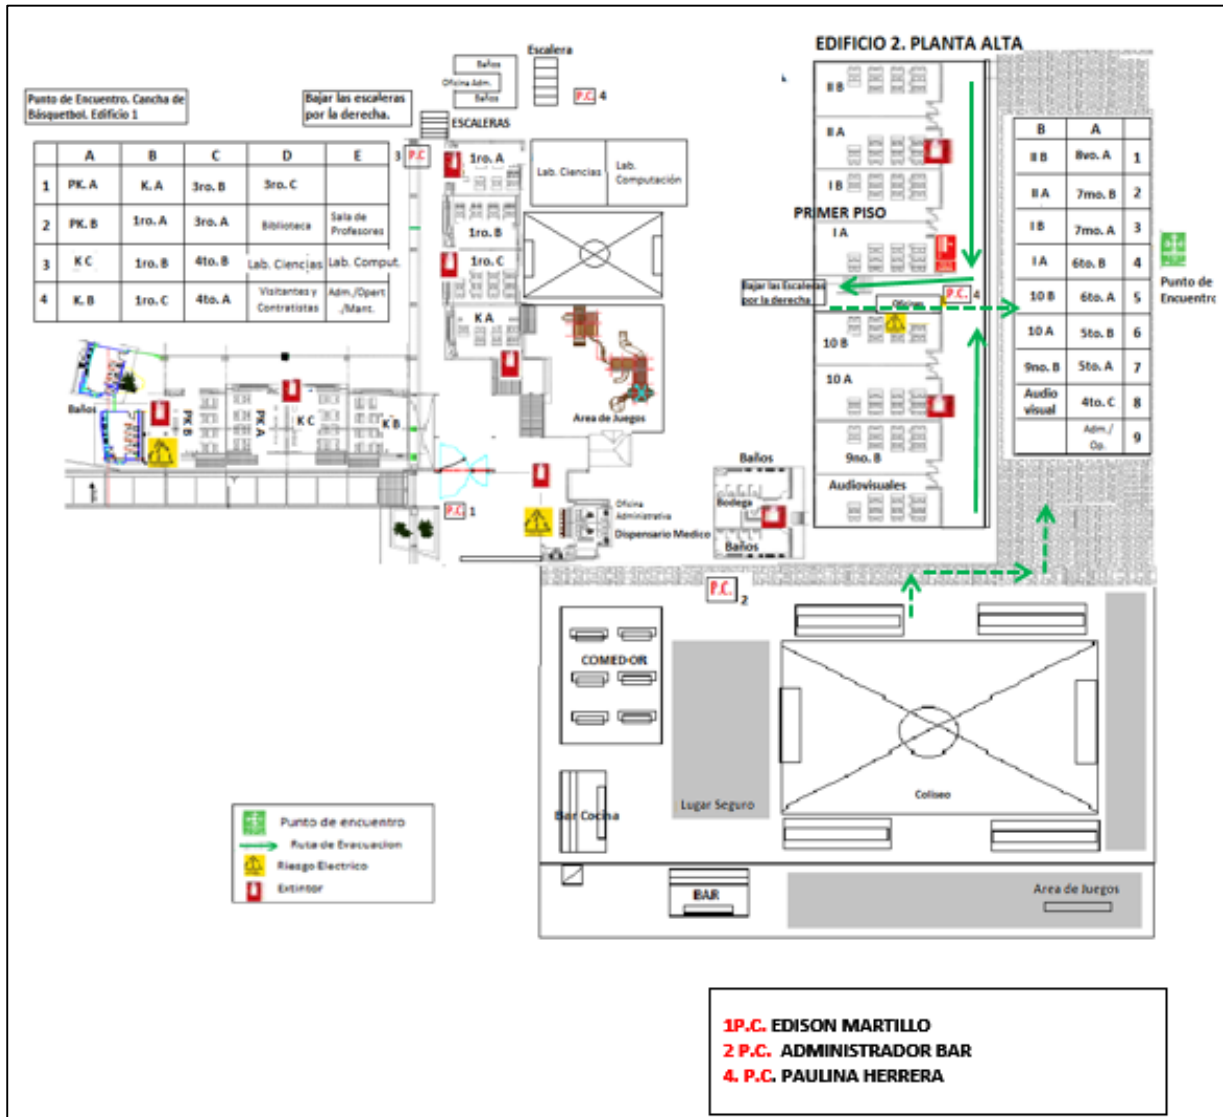 EDIFICIO 2. PLANTA ALTA
Escalera
Baños
Oficina Adm.
Baños
P.C. 4
Punto de Encuentro. Cancha de
Básquetbol. Edificio 1
Bajar las escaleras
por la derecha.
ESCALERAS
3 P.C
A B C D E
1 PK. A K. A 3ro. B 3ro. C
2 PK. B 1ro. A 3ro. A Biblioteca Sala de Profesores
3 K C 1ro. B 4to. B Lab. Ciencias Lab. Comput.
4 K. B 1ro. C 4to. A Visitantes y Contratistas Adm./Opert ./Mant.
1ro. A
1ro. B
1ro. C
K A
Lab. Ciencias
Lab. Computación
Area de Juegos
II B
II A
I B
PRIMER PISO
I A
Bajar las Escaleras
por la derecha
P.C. 4
Oficinas
10 B
10 A
9no. B
Audiovisuales
B A
II B 8vo. A 1
II A 7mo. B 2
I B 7mo. A 3
I A 6to. B 4
10 B 6to. A 5
10 A 5to. B 6
9no. B 5to. A 7
Audio visual 4to. C 8
Adm./ Op. 9
Punto de
Encuentro
Baños
PK B
PK A
K C
K B
P.C. 1
Oficina
Administrativa
Dispensario Medico
Baños
Bodega
Baños
P.C. 2
COMEDOR
Bar Cocina
Lugar Seguro
Coliseo
BAR
Area de Juegos
Punto de encuentro
Ruta de Evacuacion
Riesgo Electrico
Extintor
1P.C. EDISON MARTILLO
2 P.C. ADMINISTRADOR BAR
4. P.C. PAULINA HERRERA